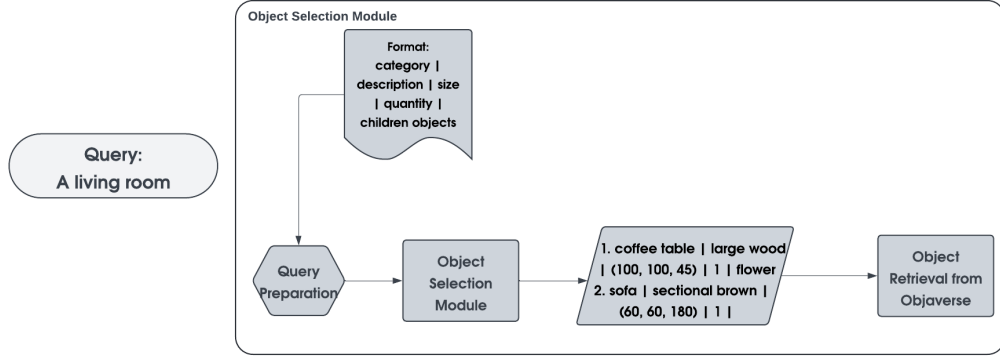 Object Selection Module
Format:
category |
description | size
| quantity |
children objects
Query:
A living room
Query
Preparation
Object
Selection
Module
1. coffee table | large wood
| (100, 100, 45) | 1 | flower
2. sofa | sectional brown |
(60, 60, 180) | 1 |
Object
Retrieval from
Objaverse